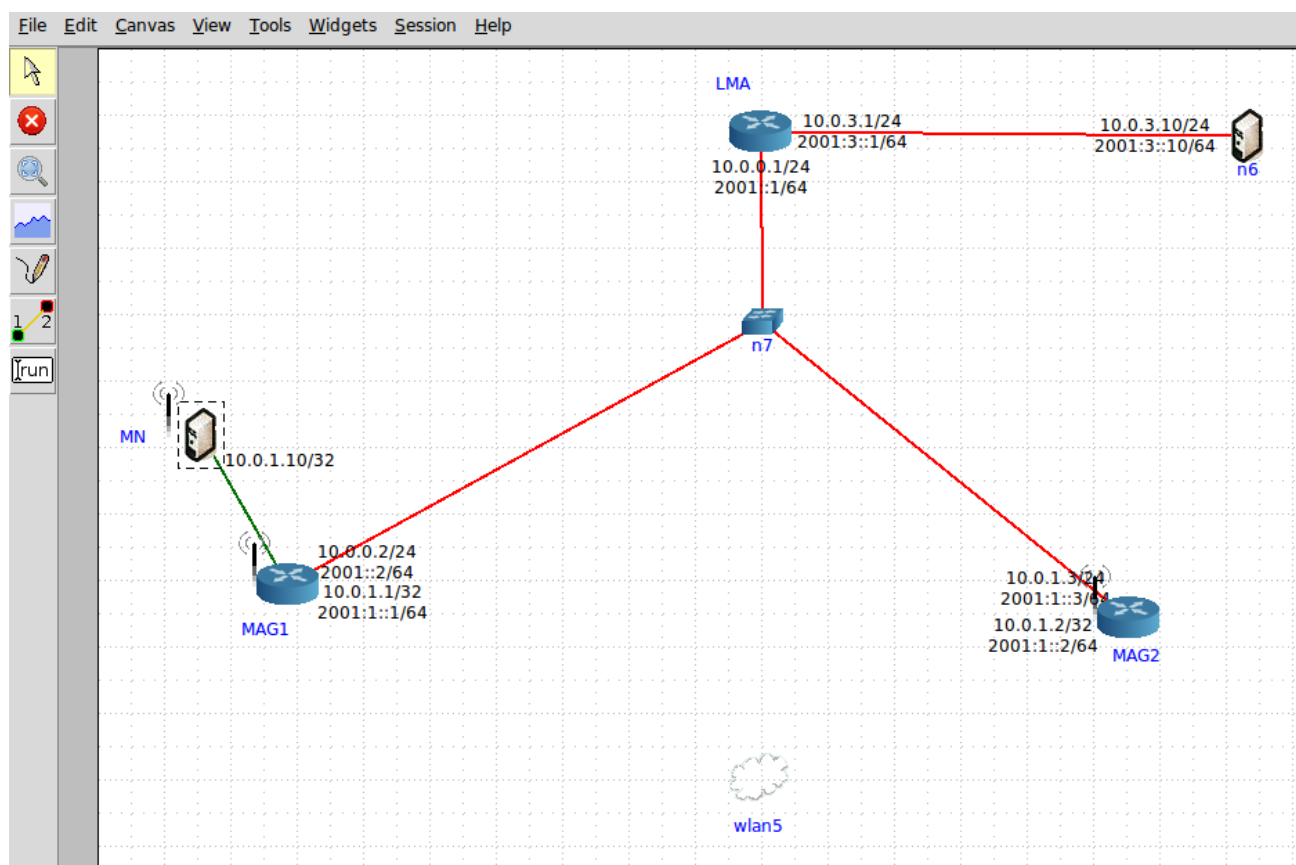 File Edit Canvas View Tools Widgets Session Help
LMA
10.0.3.1/24
2001:3::1/64
10.0.3.10/24
2001:3::10/64
n6
10.0.0.1/24
2001::1/64
n7
1 2
run
MN
10.0.1.10/32
10.0.0.2/24
2001::2/64
10.0.1.1/32
2001:1::1/64
MAG1
10.0.1.3/24
2001:1::3/64
10.0.1.2/32
2001:1::2/64
MAG2
wlan5